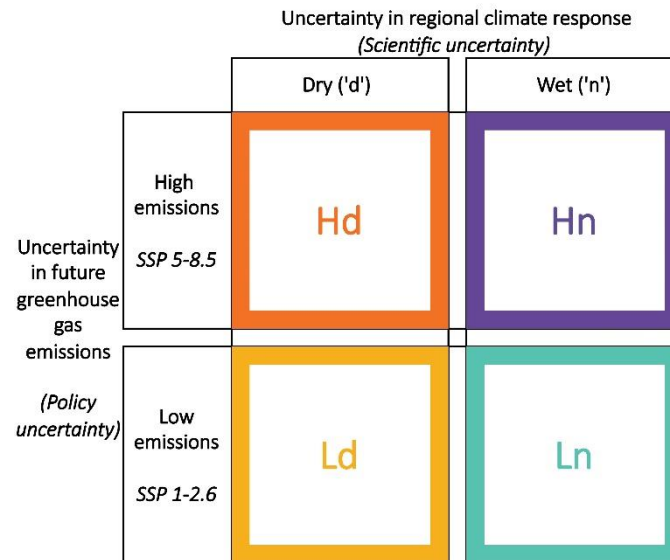 Uncertainty in regional climate response
(Scientific uncertainty)
Dry ('d')
Wet ('n')
Uncertainty
in future
greenhouse
gas
emissions
(Policy
uncertainty)
High
emissions
SSP 5-8.5
Hd
Hn
Low
emissions
SSP 1-2.6
Ld
Ln